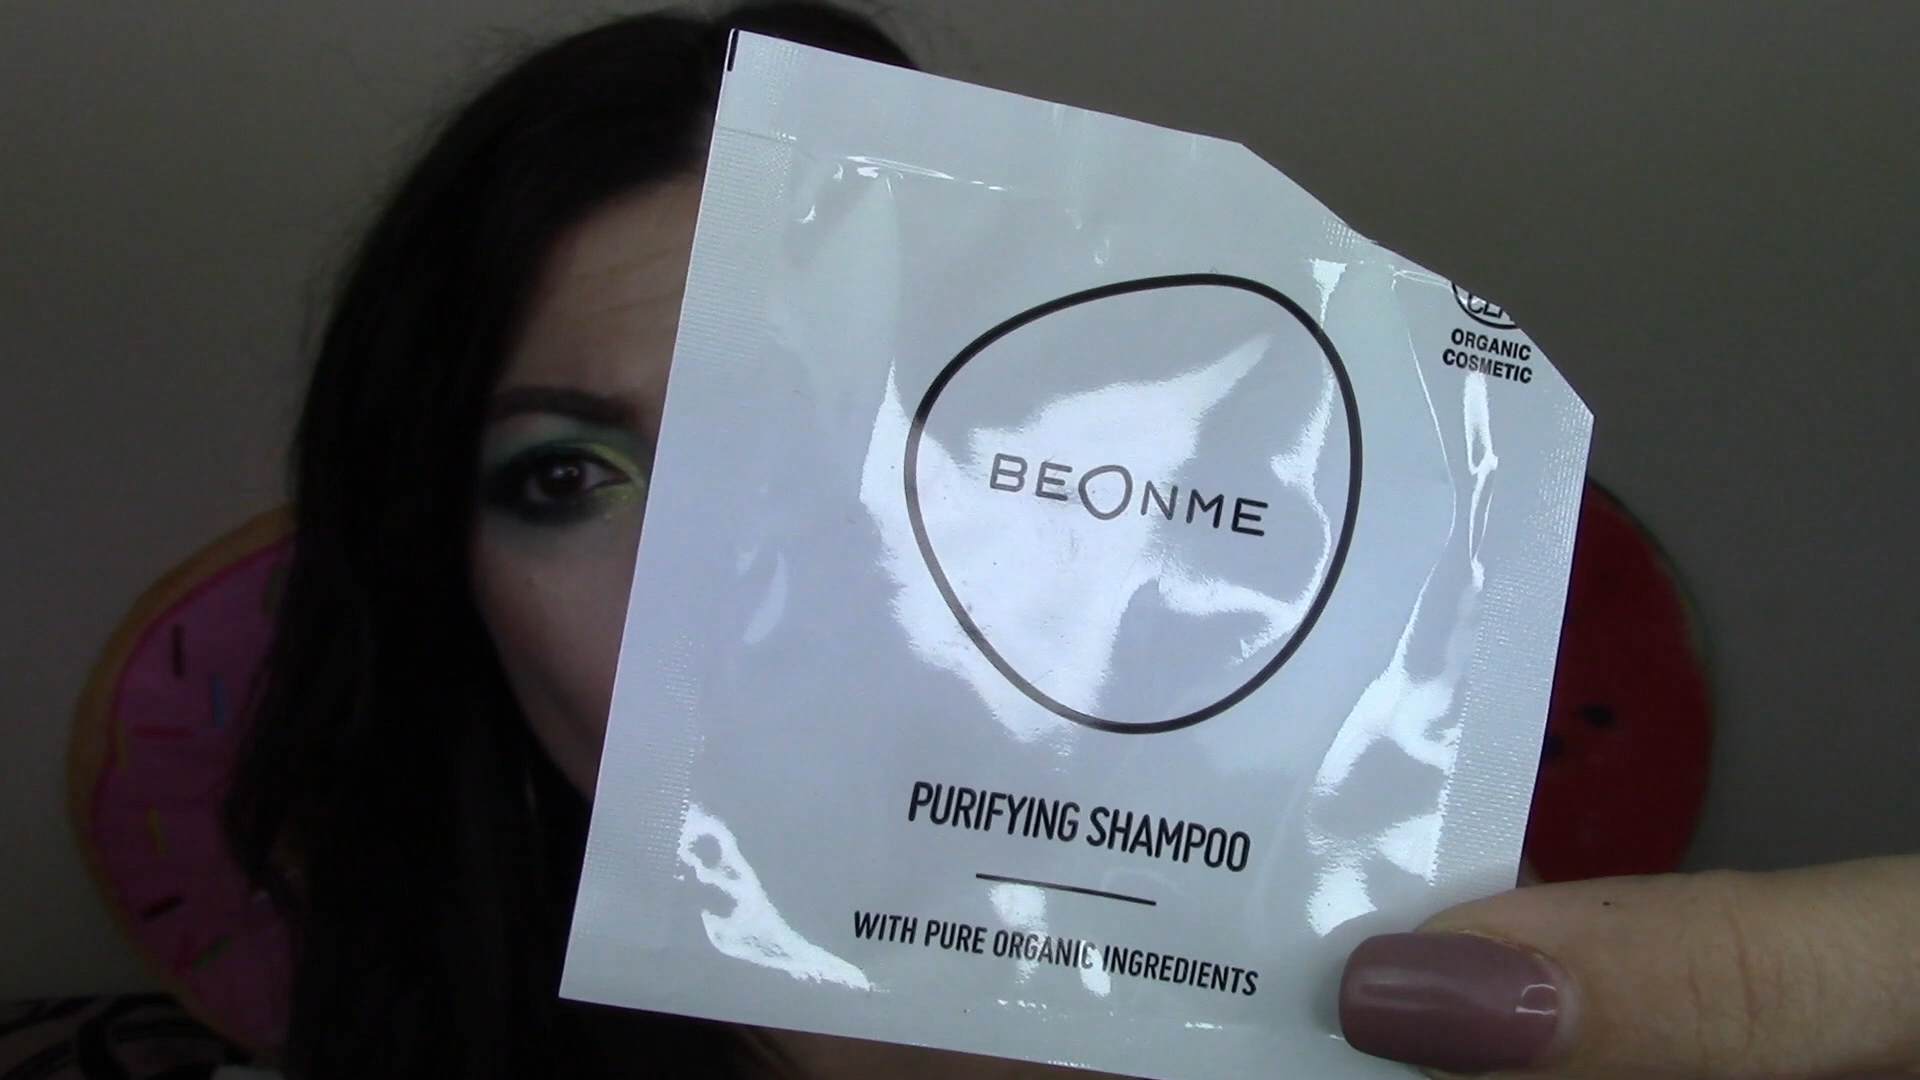 ORGANIC
COSMETIC
BEONME
PURIFYING SHAMPOO
WITH PURE ORGANIC INGREDIENTS